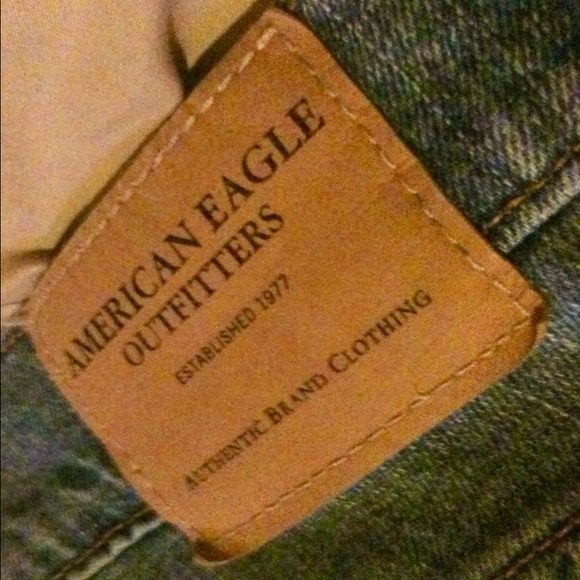 AMERICAN EAGLE
OUTFITTERS
ESTABLISHED 1977
AUTHENTIC BRAND CLOTHING